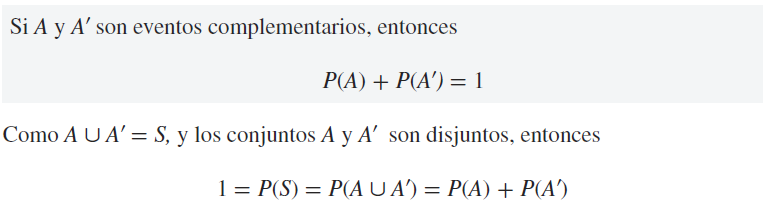 Si A y A′ son eventos complementarios, entonces
P(A) + P(A′) = 1
Como A ∪ A′ = S, y los conjuntos A y A′ son disjuntos, entonces
1 = P(S) = P(A ∪ A′) = P(A) + P(A′)